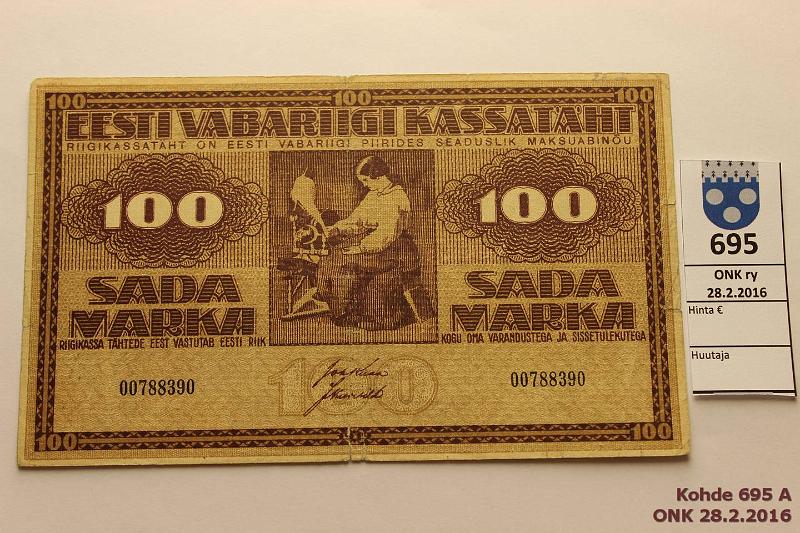 100 100 100
EESTI VABARIIGI KASSATÄHT
RIIGIKASSATÄHT ON EESTI VABARIIGI PIIRIDES SEADUSLIK MAKSUABINÕU
100 100
SADA MARKA
SADA MARKA
RIIGIKASSA TÄHTEDE EEST VASTUTAB EESTI RIIK
KOGU OMA VARANDUSTEGA JA SISSETULEKUTEGA
00788390 100 00788390
100 100
695
ONK ry
28.2.2016
Hinta €
Huutaja
Kohde 695 A
ONK 28.2.2016